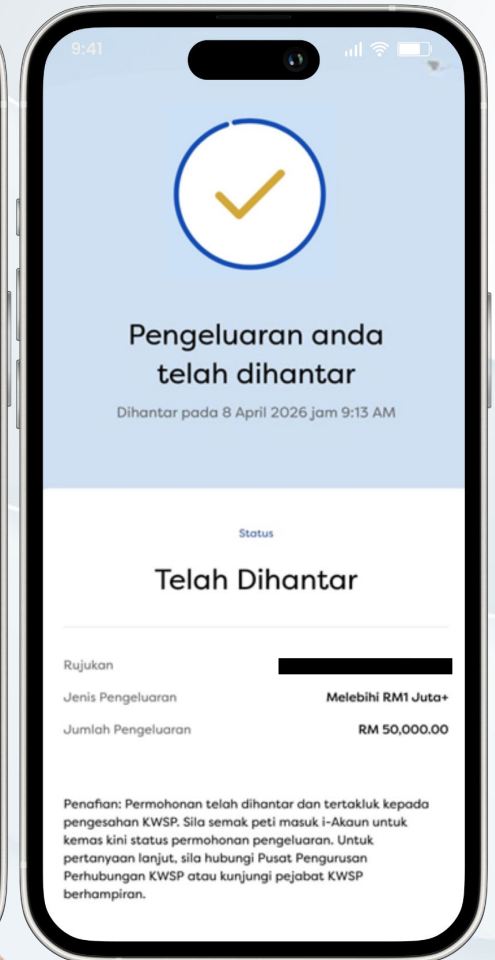 9:41
Pengeluaran anda
telah dihantar
Dihantar pada 8 April 2026 jam 9:13 AM
Status
Telah Dihantar
Rujukan
Jenis Pengeluaran Melebihi RM1 Juta+
Jumlah Pengeluaran RM 50,000.00
Penafian: Permohonan telah dihantar dan tertakluk kepada
pengesahan KWSP. Sila semak peti masuk i-Akaun untuk
kemas kini status permohonan pengeluaran. Untuk
pertanyaan lanjut, sila hubungi Pusat Pengurusan
Perhubungan KWSP atau kunjungi pejabat KWSP
berhampiran.